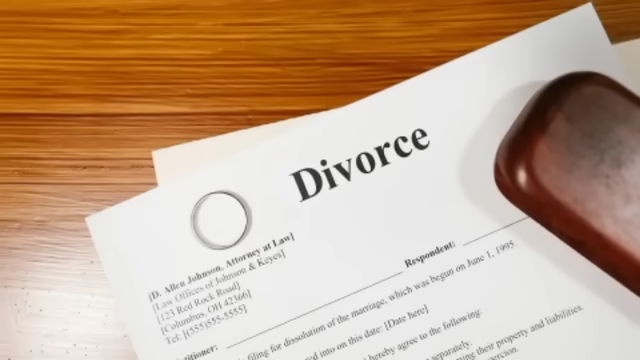 Divorce
[D. Allen Johnson, Attorney at Law]
[Law Offices of Johnson & Keyes]
[123 Red Rock Road]
[Columbus, OH 42366]
Tel: [(555)555-5555]
Respondent:
filing for dissolution of the marriage, which was begun on June 1, 1995.
into on this date: [Date here]
hereby agree to the following.
separately.
their property and liabilities.